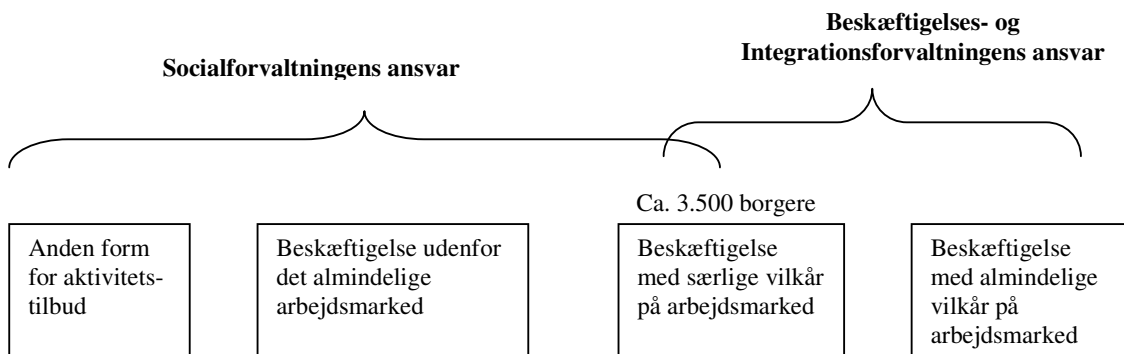 Beskæftigelses- og
Integrationsforvaltningens ansvar
Socialforvaltningens ansvar
Ca. 3.500 borgere
Anden form
for aktivitets-
tilbud
Beskæftigelse udenfor
det almindelige
arbejdsmarked
Beskæftigelse
med særlige vilkår
på arbejdsmarked
Beskæftigelse
med almindelige
vilkår på
arbejdsmarked